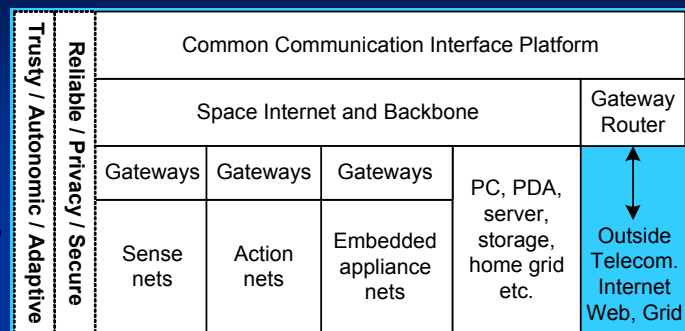 Trusty / Autonomic / Adaptive
Reliable / Privacy / Secure
Common Communication Interface Platform
Space Internet and Backbone
Gateway
Router
Gateways
Gateways
Gateways
Sense
nets
Action
nets
Embedded
appliance
nets
PC, PDA,
server,
storage,
home grid
etc.
Outside
Telecom.
Internet
Web, Grid